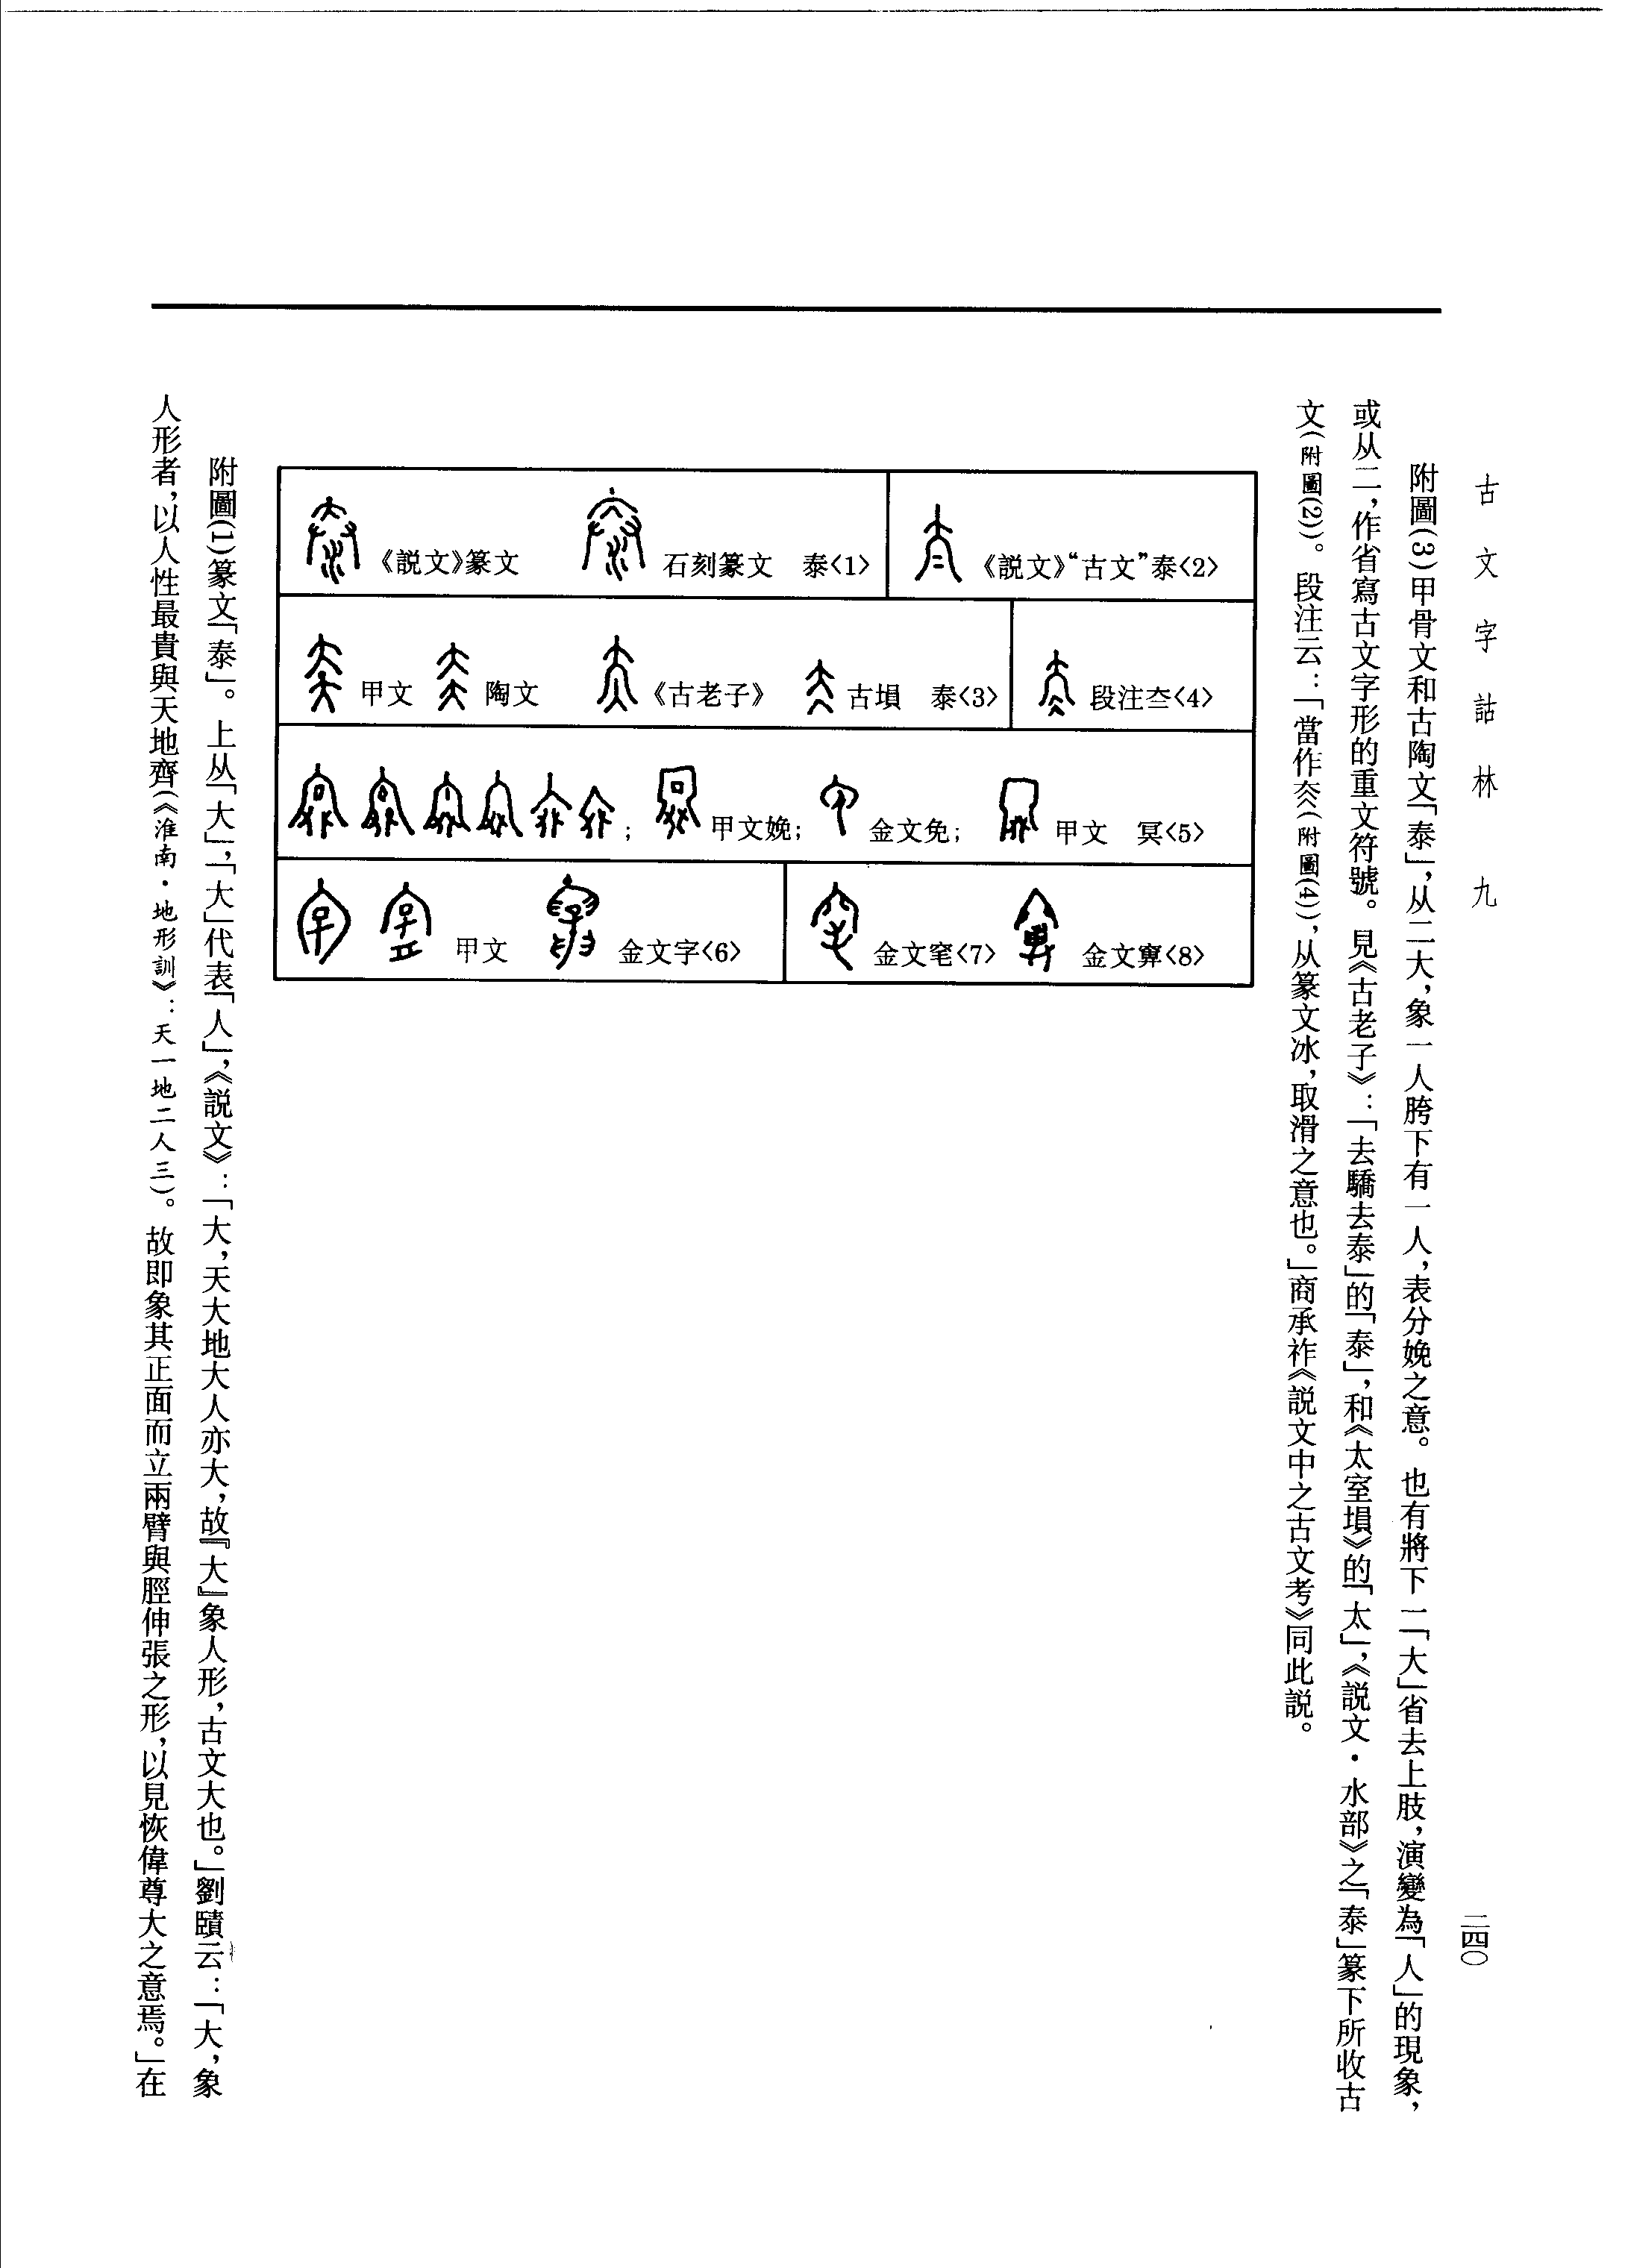 古文字詁林　九
二四〇
附圖(3)甲骨文和古陶文「泰」，从二大，象一人胯下有一人，表分娩之意。也有將下一「大」省去上肢，演變為「人」的現象，
或从二，作省寫古文字形的重文符號。見《古老子》：「去驕去泰」的「泰」，和《太室塤》的「太」，《説文·水部》之「泰」篆下所收古
文(附圖(2))。段注云：「當作(附圖(4))，从篆文冰，取滑之意也。」商承祚《説文中之古文考》同此説。
《説文》篆文　石刻篆文　泰<1>　《説文》“古文”泰<2>
甲文　陶文　《古老子》　古塤　泰<3>　段注<4>
；　甲文娩；　金文免；　甲文　冥<5>
甲文　金文字<6>　金文窀<7>　金文<8>
附圖(1)篆文「泰」。上从「大」，「大」代表「人」，《説文》：「大，天大地大人亦大，故『大』象人形，古文大也。」劉賾云：「大，象
人形者，以人性最貴與天地齊(《淮南·地形訓》：天一地二人三)。故即象其正面而立兩臂與脛伸張之形，以見恢偉尊大之意焉。」在